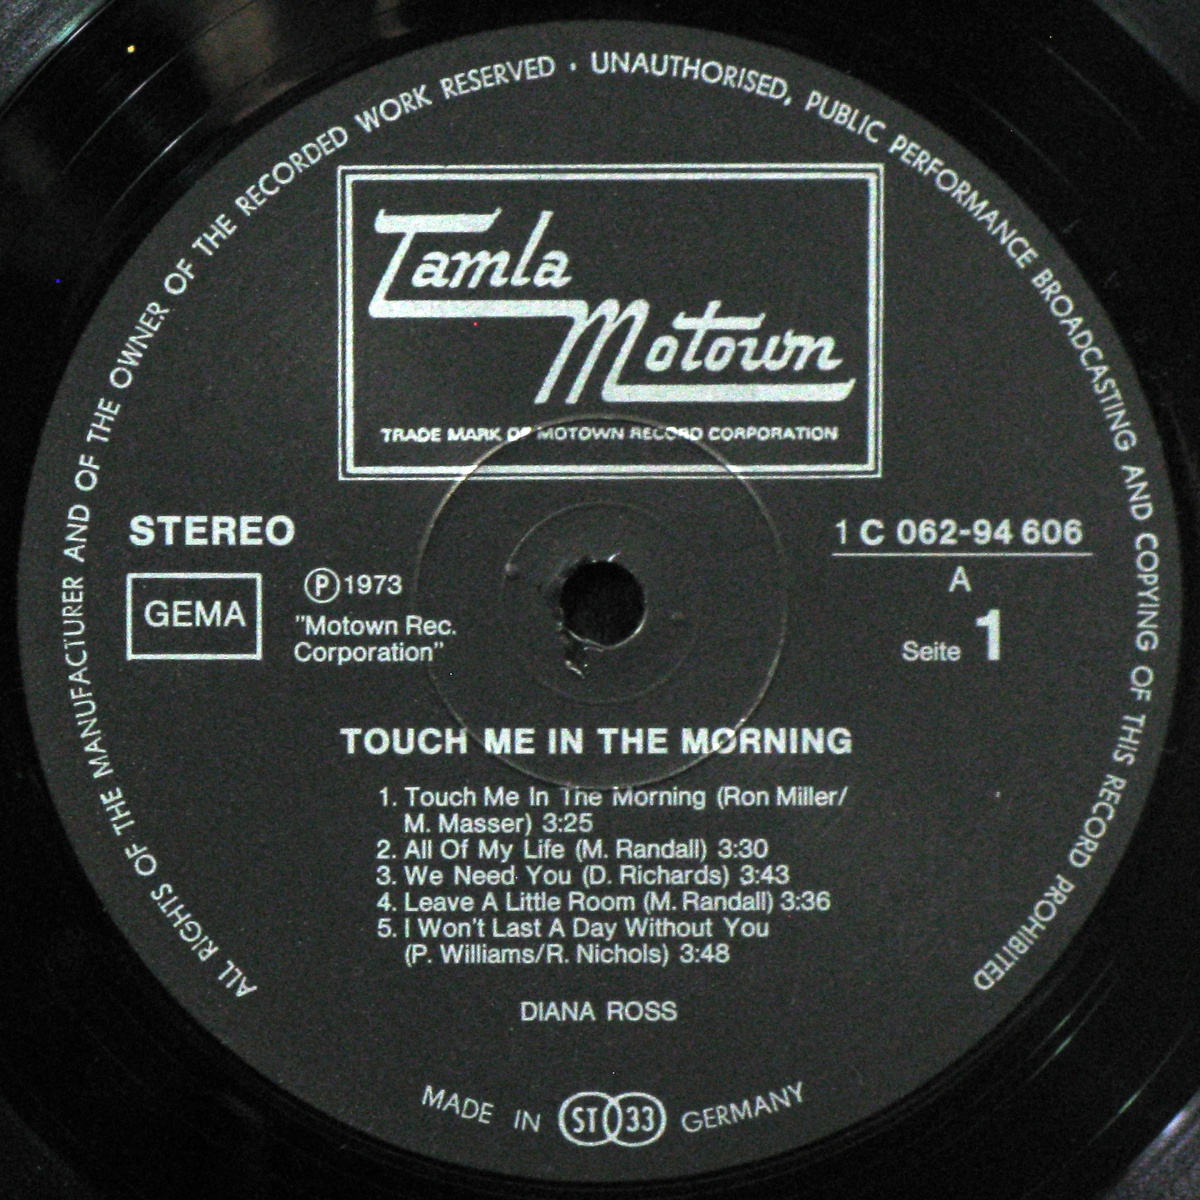 ALL RIGHTS OF THE MANUFACTURER AND OF THE OWNER OF THE RECORDED WORK RESERVED · UNAUTHORISED, PUBLIC PERFORMANCE BROADCASTING AND COPYING OF THIS RECORD PROHIBITED
Tamla
Motown
TRADE MARK OF MOTOWN RECORD CORPORATION
STEREO
GEMA
℗ 1973
"Motown Rec.
Corporation"
1 C 062-94 606
A
Seite 1
TOUCH ME IN THE MORNING
1. Touch Me In The Morning (Ron Miller/
M. Masser) 3:25
2. All Of My Life (M. Randall) 3:30
3. We Need You (D. Richards) 3:43
4. Leave A Little Room (M. Randall) 3:36
5. I Won't Last A Day Without You
(P. Williams/R. Nichols) 3:48
DIANA ROSS
MADE IN ST 33 GERMANY